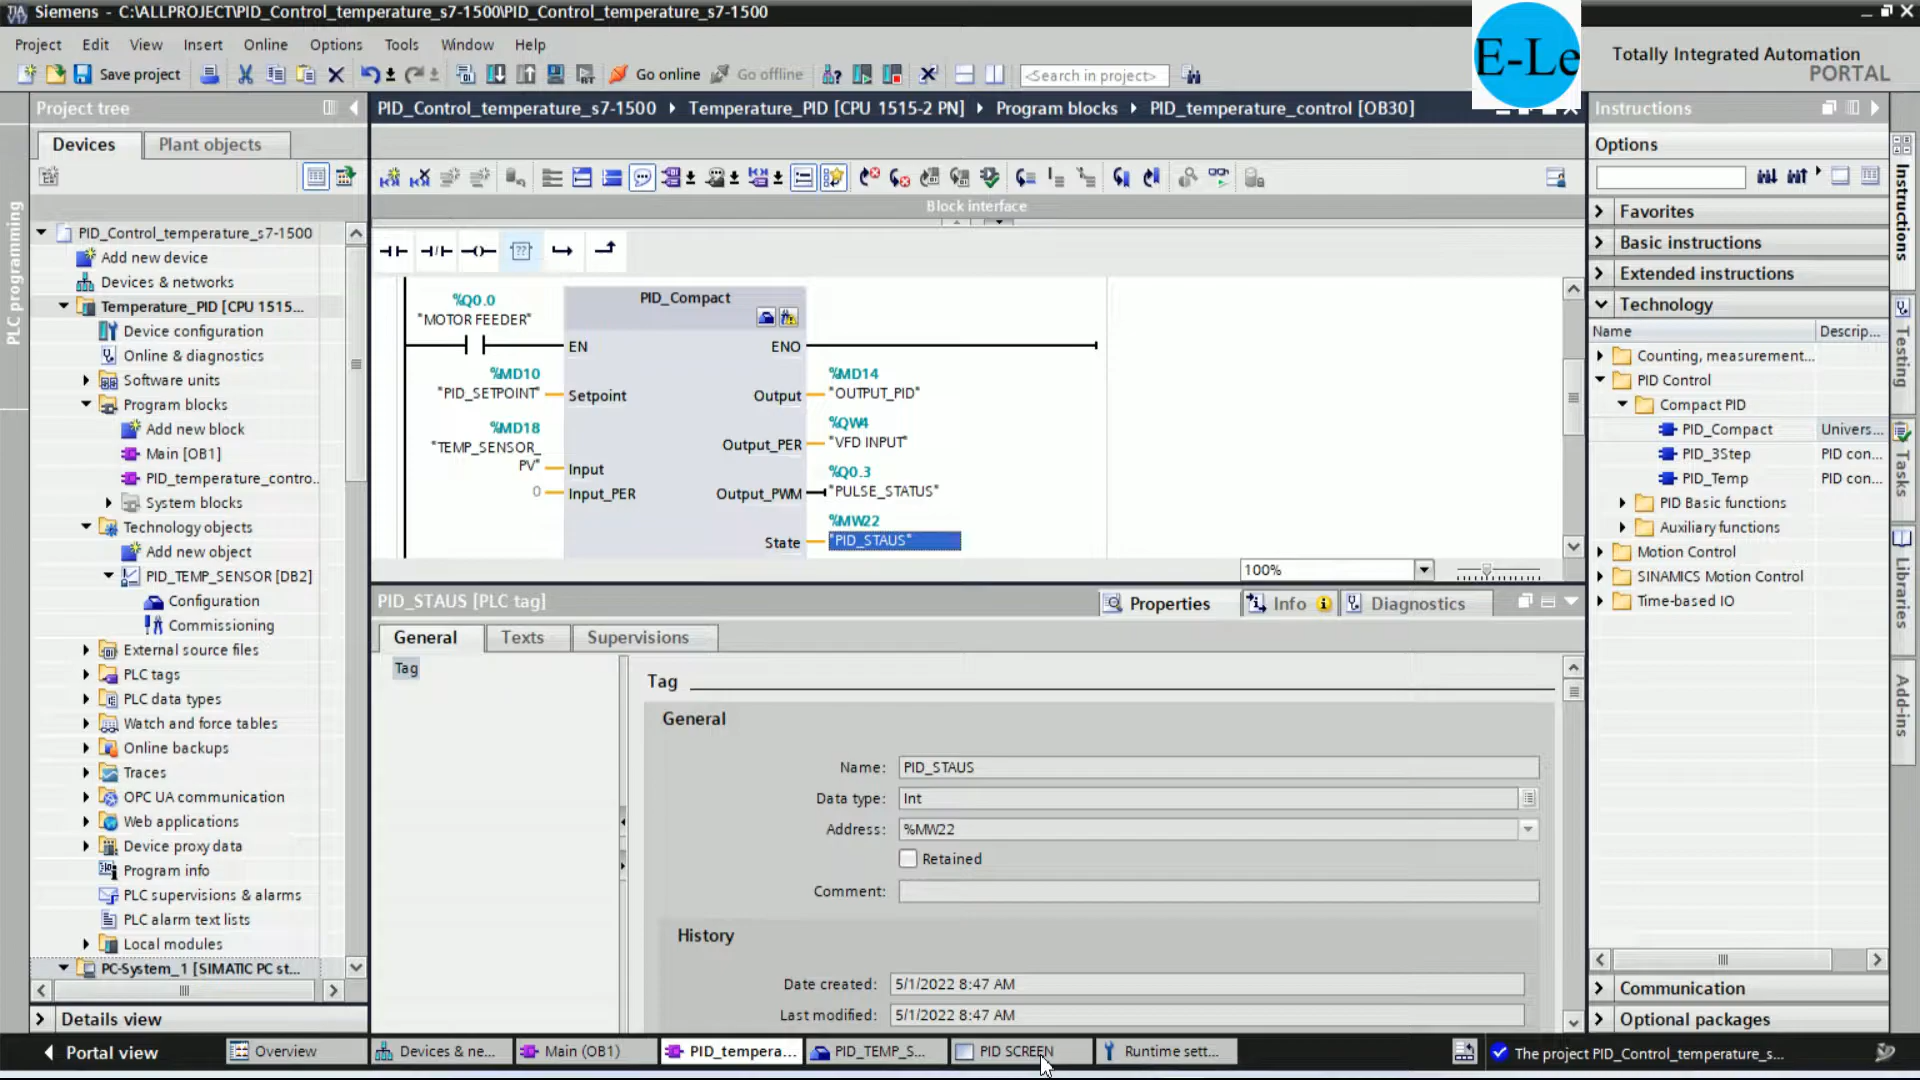 Siemens - C:\ALLPROJECT\PID_Control_temperature_s7-1500\PID_Control_temperature_s7-1500
Project Edit View Insert Online Options Tools Window Help
E-Le
Totally Integrated Automation
PORTAL
Save project
Go online
Go offline
<Search in project>
Project tree
PID_Control_temperature_s7-1500 Temperature_PID [CPU 1515-2 PN] Program blocks PID_temperature_control [OB30]
Instructions
Devices
Plant objects
Options
Block interface
PLC programming
PID_Control_temperature_s7-1500
Add new device
Devices & networks
Temperature_PID [CPU 1515...
Device configuration
Online & diagnostics
Software units
Program blocks
Add new block
Main [OB1]
PID_temperature_contro..
System blocks
Technology objects
Add new object
PID_TEMP_SENSOR [DB2]
Configuration
Commissioning
External source files
PLC tags
PLC data types
Watch and force tables
Online backups
Traces
OPC UA communication
Web applications
Device proxy data
Program info
PLC supervisions & alarms
PLC alarm text lists
Local modules
PC-System_1 [SIMATIC PC st...
Details view
??
%Q0.0
"MOTOR FEEDER"
PID_Compact
EN
ENO
%MD10
"PID_SETPOINT"
Setpoint
%MD14
Output
"OUTPUT_PID"
%MD18
"TEMP_SENSOR_
PV"
Input
%QW4
Output_PER
"VFD INPUT"
0
Input_PER
%Q0.3
Output_PWM
"PULSE_STATUS"
%MW22
State
"PID_STAUS"
100%
PID_STAUS [PLC tag]
Properties
Info
Diagnostics
General
Texts
Supervisions
Tag
Tag
General
Name: PID_STAUS
Data type: Int
Address: %MW22
Retained
Comment:
History
Date created: 5/1/2022 8:47 AM
Last modified: 5/1/2022 8:47 AM
Favorites
Basic instructions
Extended instructions
Technology
Name Descrip...
Counting, measurement...
PID Control
Compact PID
PID_Compact Univers...
PID_3Step PID con...
PID_Temp PID con...
PID Basic functions
Auxiliary functions
Motion Control
SINAMICS Motion Control
Time-based IO
Communication
Optional packages
Instructions
Testing
Tasks
Libraries
Add-ins
Portal view
Overview
Devices & ne...
Main (OB1)
PID_tempera...
PID_TEMP_S...
PID SCREEN
Runtime sett...
The project PID_Control_temperature_s...